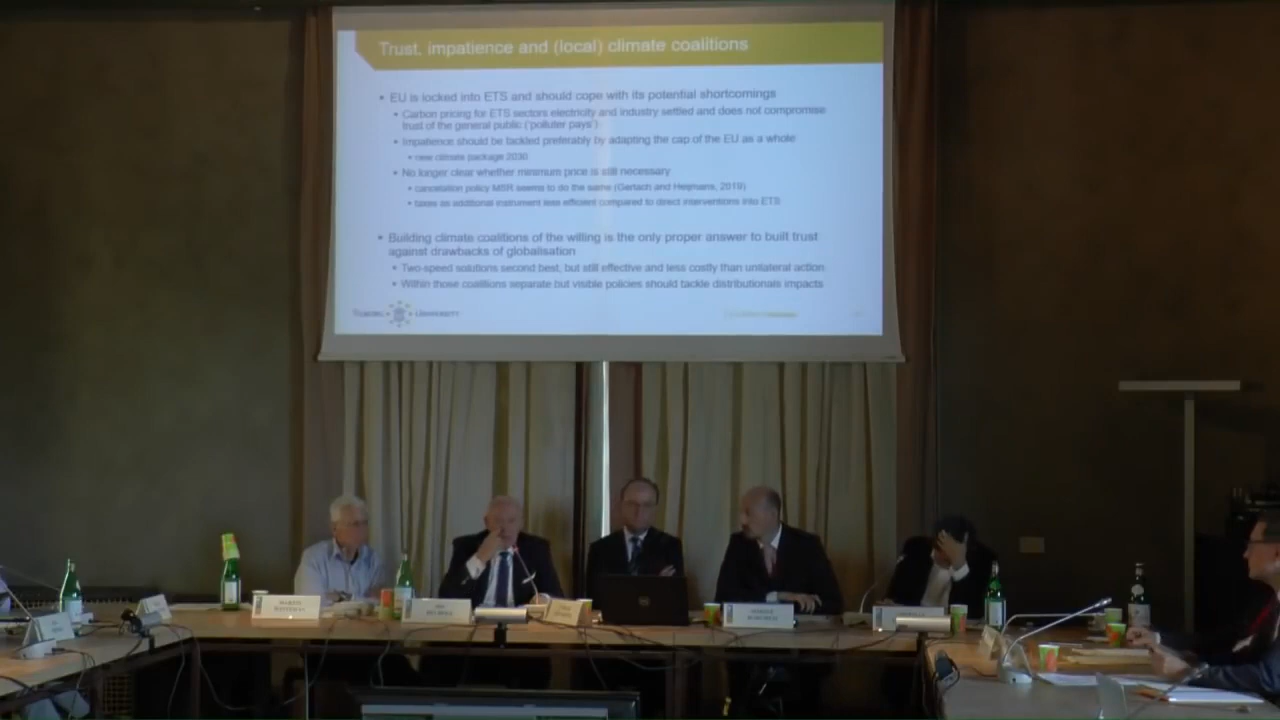 Trust, impatience and (local) climate coalitions
EU is locked into ETS and should cope with its potential shortcomings
Carbon pricing for ETS sectors electricity and industry settled and does not compromise
trust of the general public ('polluter pays')
Impatience should be tackled preferably by adapting the cap of the EU as a whole
new climate package 2030
No longer clear whether minimum price is still necessary
cancellation policy MSR seems to do the same (Gerlach and Heijmans, 2019)
taxes as additional instrument less efficient compared to direct interventions into ETS
Building climate coalitions of the willing is the only proper answer to built trust
against drawbacks of globalisation
Two-speed solutions second best, but still effective and less costly than unilateral action
Within those coalitions separate but visible policies should tackle distributionals impacts
UNIVERSITY